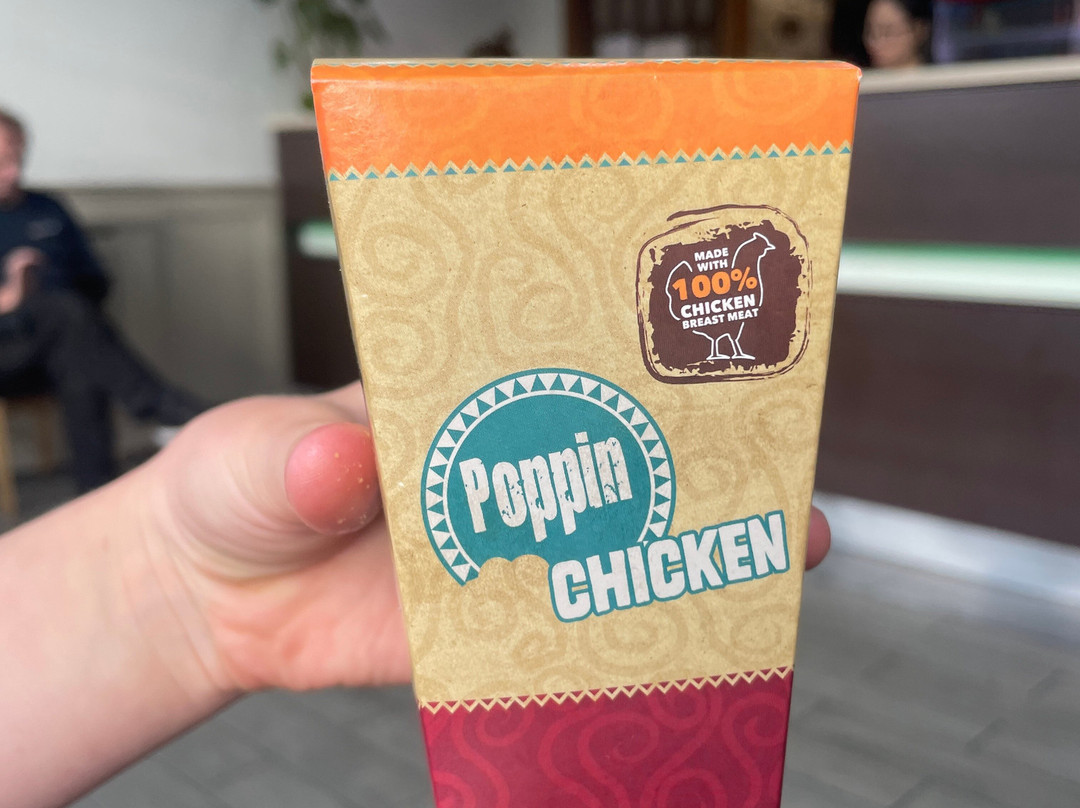 MADE
WITH
100%
CHICKEN
BREAST MEAT
Poppin
CHICKEN